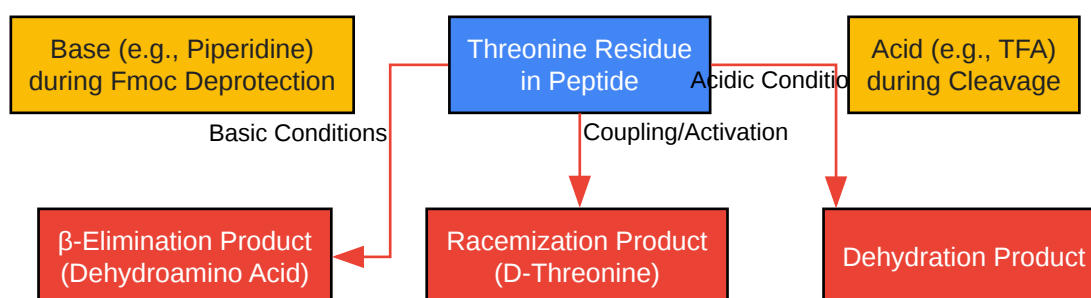 Base (e.g., Piperidine)
during Fmoc Deprotection
Threonine Residue
in Peptide
Acidic Conditio
Acid (e.g., TFA)
during Cleavage
Basic Conditions
Coupling/Activation
β-Elimination Product
(Dehydroamino Acid)
Racemization Product
(D-Threonine)
Dehydration Product